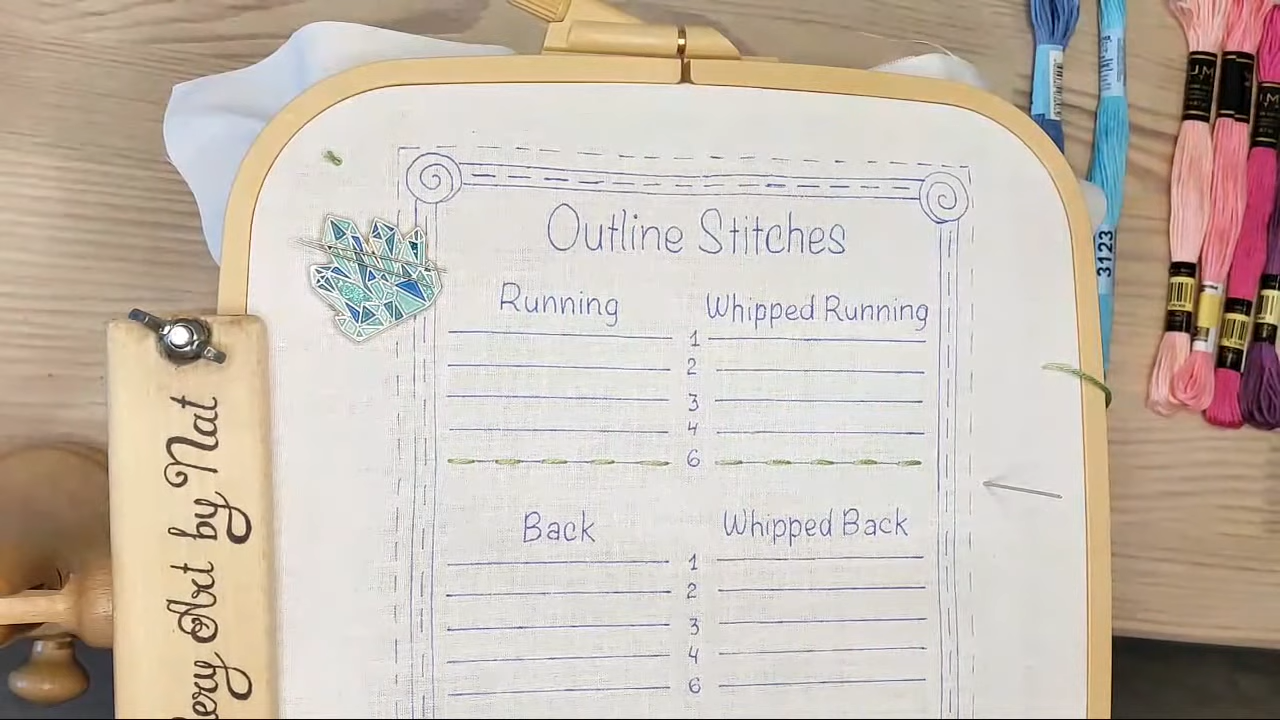 Outline Stitches
Running Whipped Running
1
2
3
4
6
Back Whipped Back
1
2
3
4
6
ery Art by Nat
3123